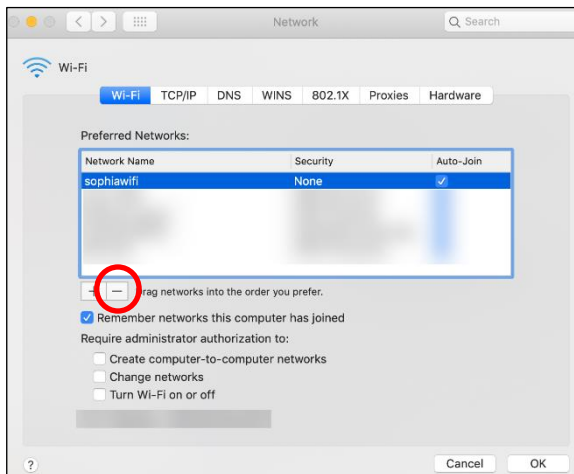 Network
Search
Wi-Fi
Wi-Fi TCP/IP DNS WINS 802.1X Proxies Hardware
Preferred Networks:
Network Name Security Auto-Join
sophiawifi None
+ − rag networks into the order you prefer.
Remember networks this computer has joined
Require administrator authorization to:
Create computer-to-computer networks
Change networks
Turn Wi-Fi on or off
? Cancel OK